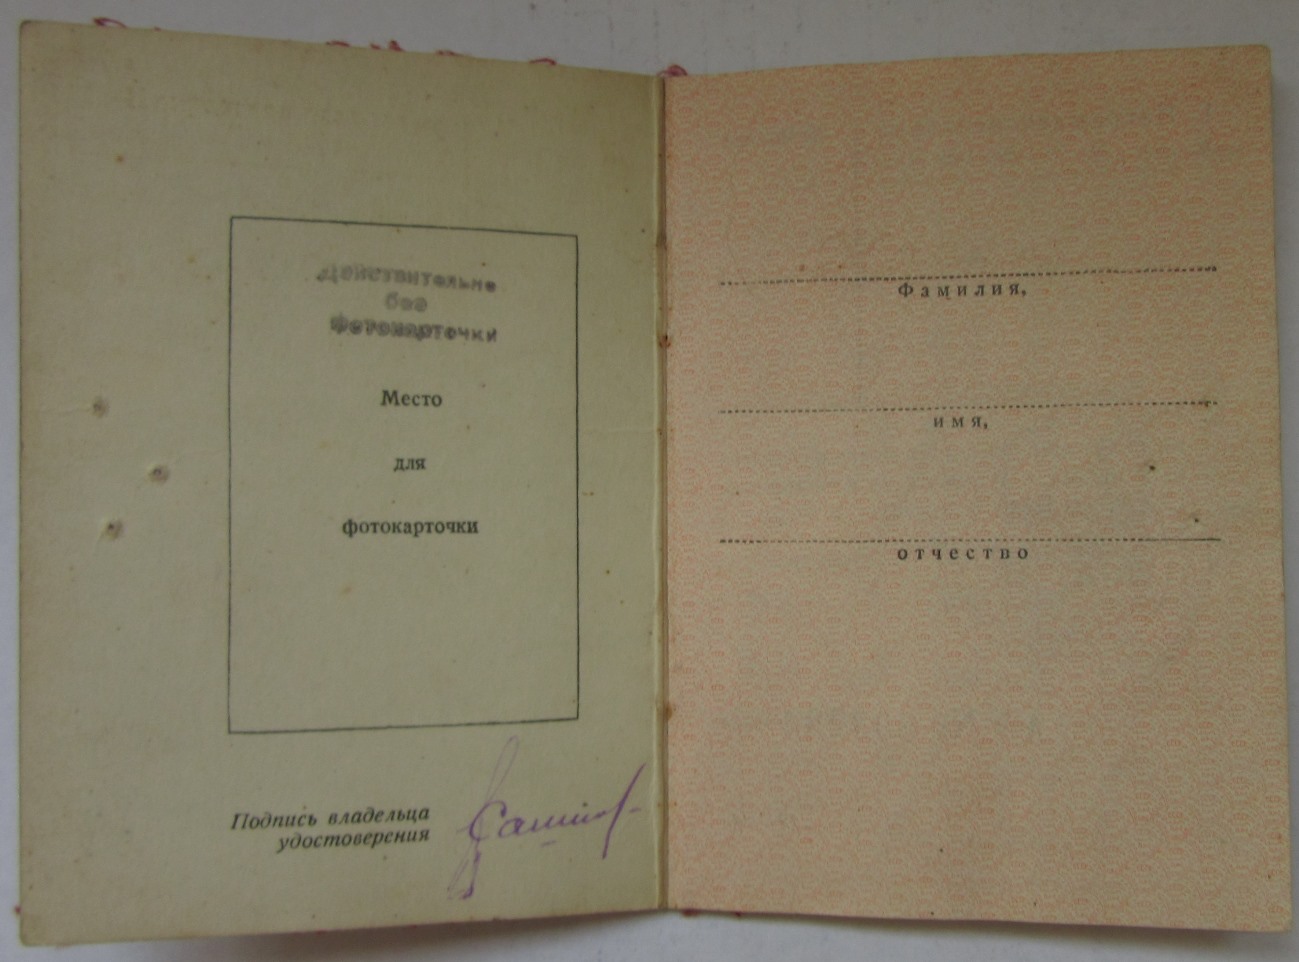 Действительно
без
фотокарточки
Место
для
фотокарточки
Подпись владельца
удостоверения
Фамилия,
имя,
отчество